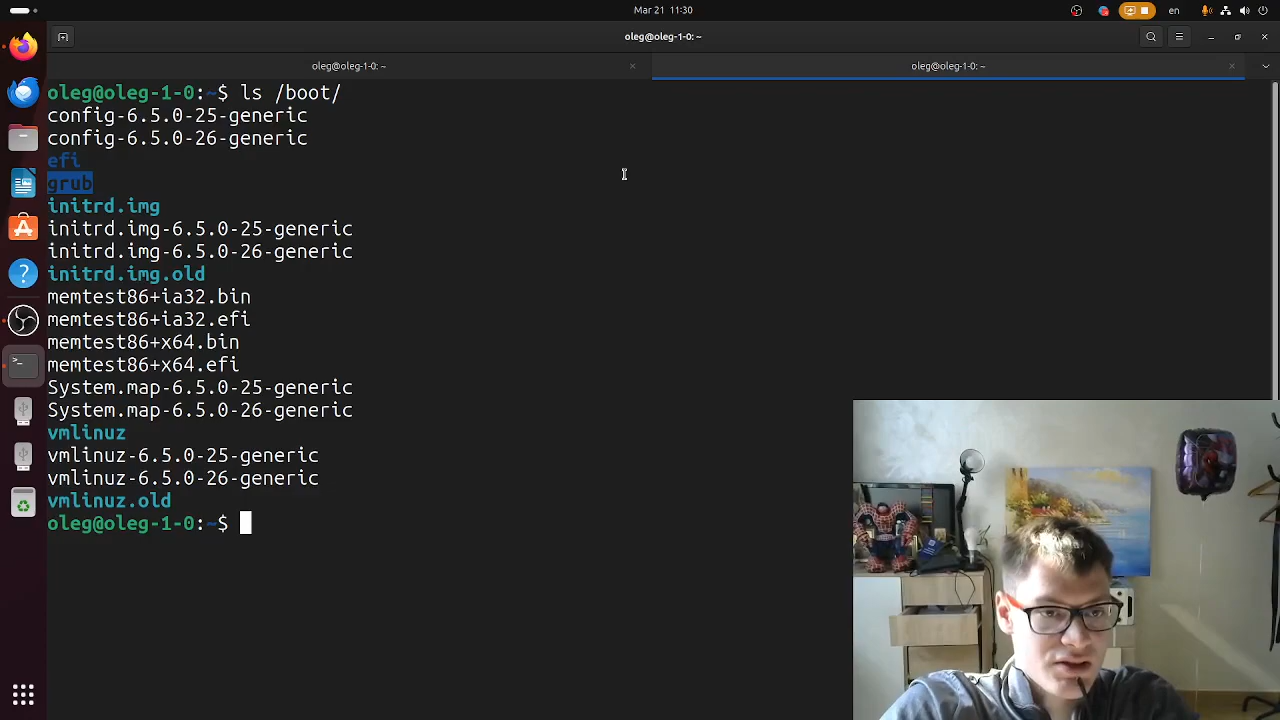 Mar 21 11:30
en
oleg@oleg-1-0: ~
oleg@oleg-1-0: ~
oleg@oleg-1-0: ~
oleg@oleg-1-0:~$ ls /boot/
config-6.5.0-25-generic
config-6.5.0-26-generic
efi
grub
initrd.img
initrd.img-6.5.0-25-generic
initrd.img-6.5.0-26-generic
initrd.img.old
memtest86+ia32.bin
memtest86+ia32.efi
memtest86+x64.bin
memtest86+x64.efi
System.map-6.5.0-25-generic
System.map-6.5.0-26-generic
vmlinuz
vmlinuz-6.5.0-25-generic
vmlinuz-6.5.0-26-generic
vmlinuz.old
oleg@oleg-1-0:~$